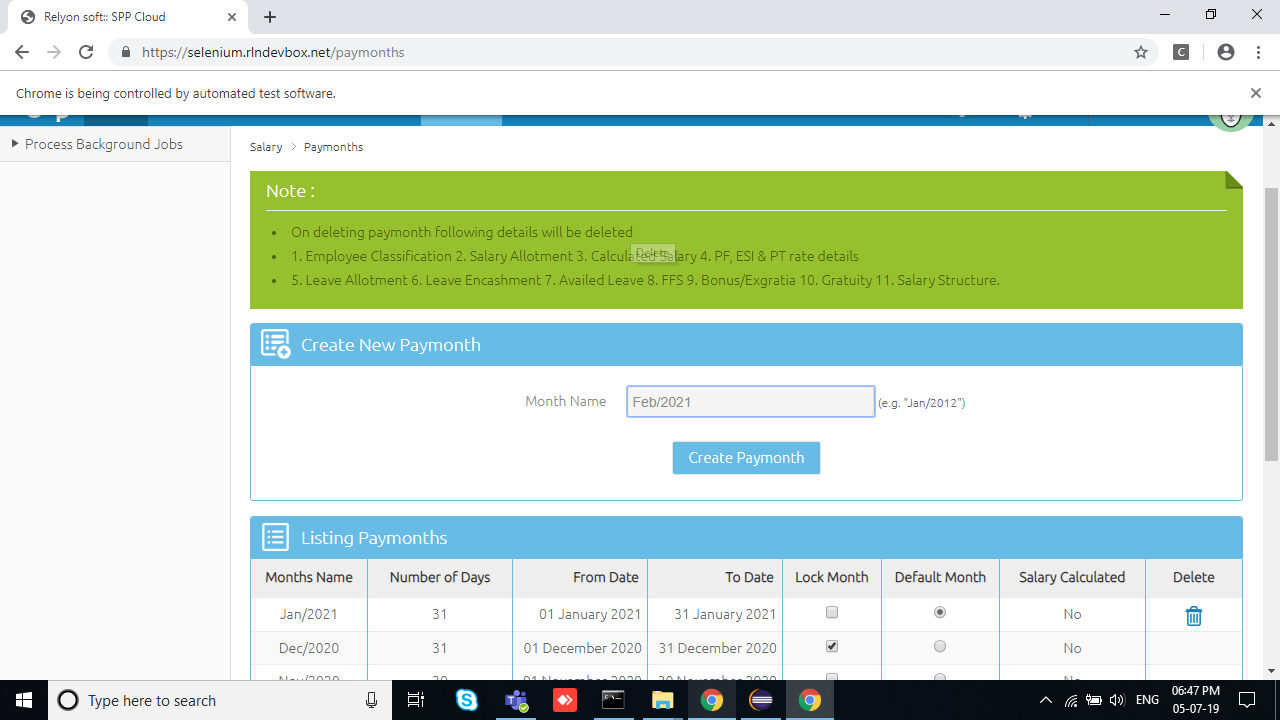 Relyon soft:: SPP Cloud
https://selenium.rlndevbox.net/paymonths
Chrome is being controlled by automated test software.
Process Background Jobs
Salary > Paymonths
Note :
On deleting paymonth following details will be deleted
1. Employee Classification 2. Salary Allotment 3. Calculated Salary 4. PF, ESI & PT rate details
Delete
5. Leave Allotment 6. Leave Encashment 7. Availed Leave 8. FFS 9. Bonus/Exgratia 10. Gratuity 11. Salary Structure.
Create New Paymonth
Month Name Feb/2021 (e.g. "Jan/2012")
Create Paymonth
Listing Paymonths
Months Name Number of Days From Date To Date Lock Month Default Month Salary Calculated Delete
Jan/2021 31 01 January 2021 31 January 2021 No
Dec/2020 31 01 December 2020 31 December 2020 No
Type here to search
ENG
06:47 PM
05-07-19